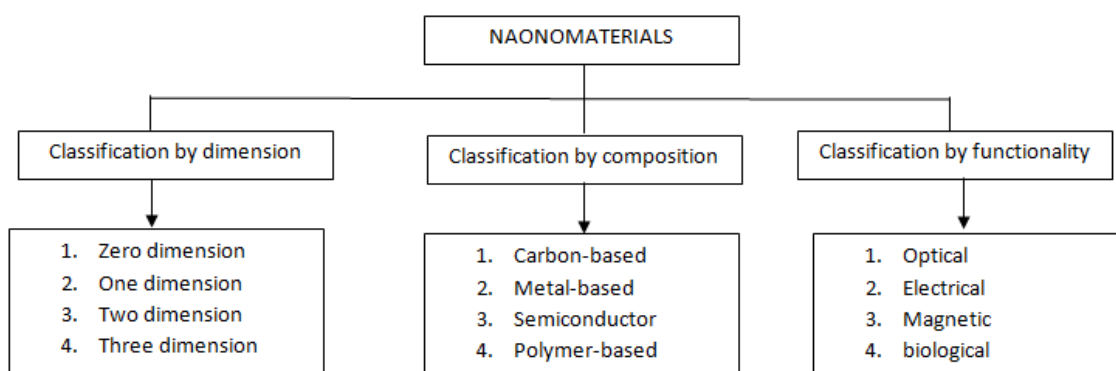 NAONOMATERIALS
Classification by dimension
1. Zero dimension
2. One dimension
3. Two dimension
4. Three dimension
Classification by composition
1. Carbon-based
2. Metal-based
3. Semiconductor
4. Polymer-based
Classification by functionality
1. Optical
2. Electrical
3. Magnetic
4. biological